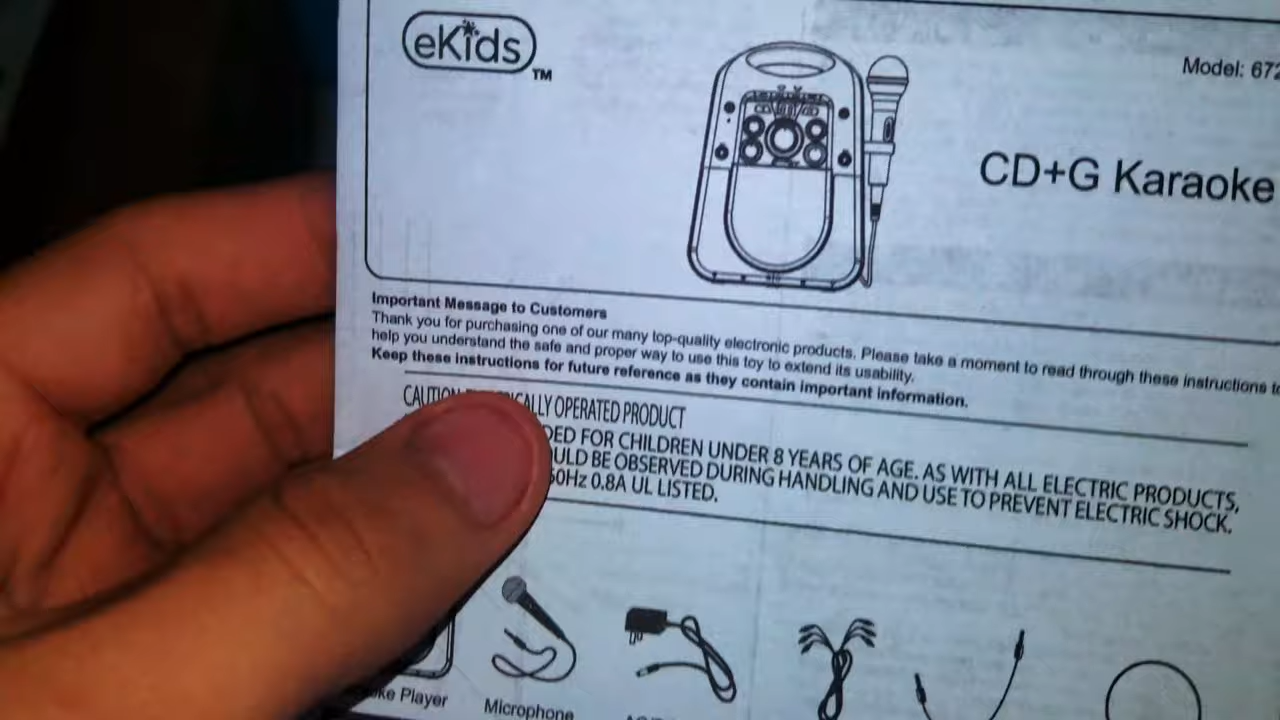 eKids
TM
Model: 672
CD+G Karaoke
Important Message to Customers
Thank you for purchasing one of our many top-quality electronic products. Please take a moment to read through these instructions to
help you understand the safe and proper way to use this toy to extend its usability.
Keep these instructions for future reference as they contain important information.
CAUTION CALLY OPERATED PRODUCT
DED FOR CHILDREN UNDER 8 YEARS OF AGE. AS WITH ALL ELECTRIC PRODUCTS,
OULD BE OBSERVED DURING HANDLING AND USE TO PREVENT ELECTRIC SHOCK.
60Hz 0.8A UL LISTED.
ke Player
Microphone